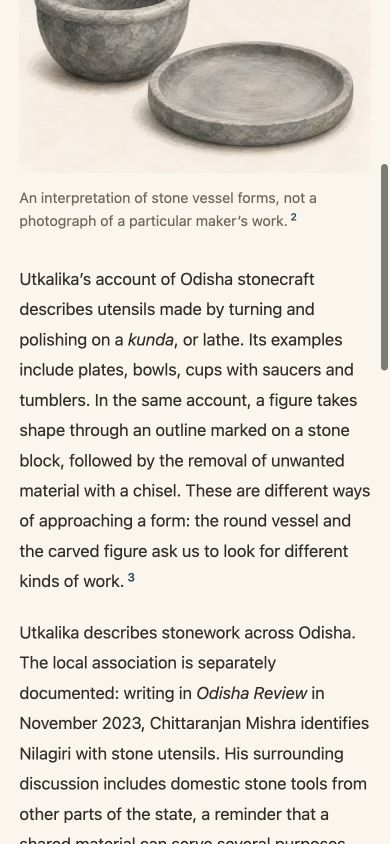 An interpretation of stone vessel forms, not a
photograph of a particular maker’s work. 2
Utkalika’s account of Odisha stonecraft
describes utensils made by turning and
polishing on a kunda, or lathe. Its examples
include plates, bowls, cups with saucers and
tumblers. In the same account, a figure takes
shape through an outline marked on a stone
block, followed by the removal of unwanted
material with a chisel. These are different ways
of approaching a form: the round vessel and
the carved figure ask us to look for different
kinds of work. 3
Utkalika describes stonework across Odisha.
The local association is separately
documented: writing in Odisha Review in
November 2023, Chittaranjan Mishra identifies
Nilagiri with stone utensils. His surrounding
discussion includes domestic stone tools from
other parts of the state, a reminder that a
shared material can serve several purposes